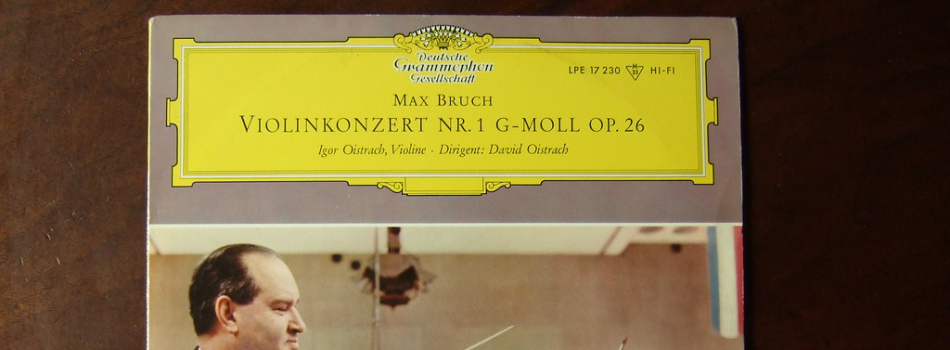 Deutsche
Grammophon
Gesellschaft
LPE 17 230 33 HI-FI
MAX BRUCH
VIOLINKONZERT NR. 1 G-MOLL OP. 26
Igor Oistrach, Violine · Dirigent: David Oistrach